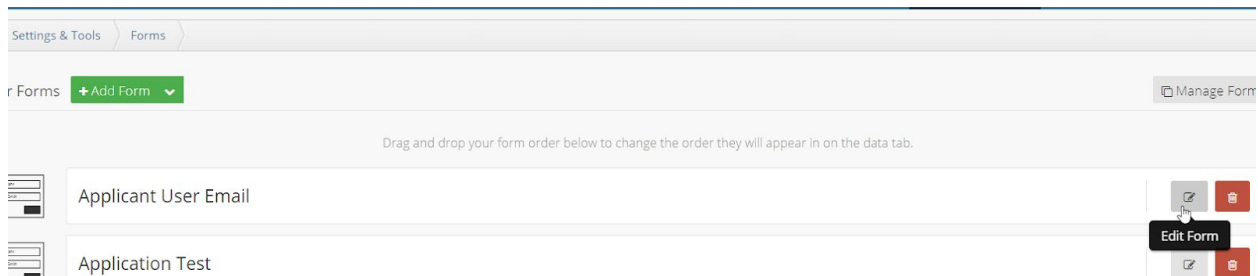 Settings & Tools Forms
r Forms + Add Form Manage Form
Drag and drop your form order below to change the order they will appear in on the data tab.
Applicant User Email
Edit Form
Application Test